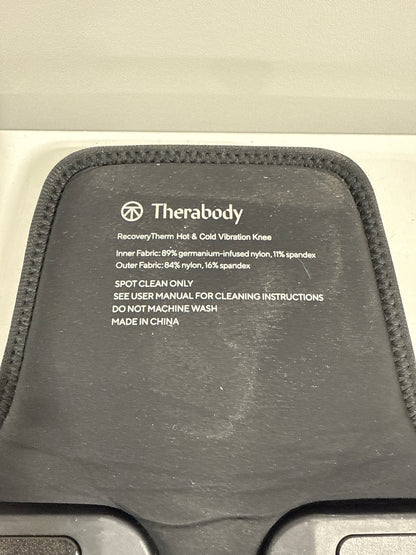 Therabody
RecoveryTherm Hot & Cold Vibration Knee
Inner Fabric: 89% germanium-infused nylon, 11% spandex
Outer Fabric: 84% nylon, 16% spandex
SPOT CLEAN ONLY
SEE USER MANUAL FOR CLEANING INSTRUCTIONS
DO NOT MACHINE WASH
MADE IN CHINA